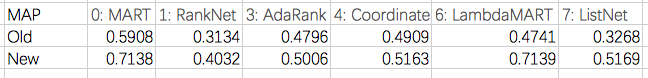 MAP 0: MART 1: RankNet 3: AdaRank 4: Coordinate 6: LambdaMART 7: ListNet
Old 0.5908 0.3134 0.4796 0.4909 0.4741 0.3268
New 0.7138 0.4032 0.5006 0.5163 0.7139 0.5169